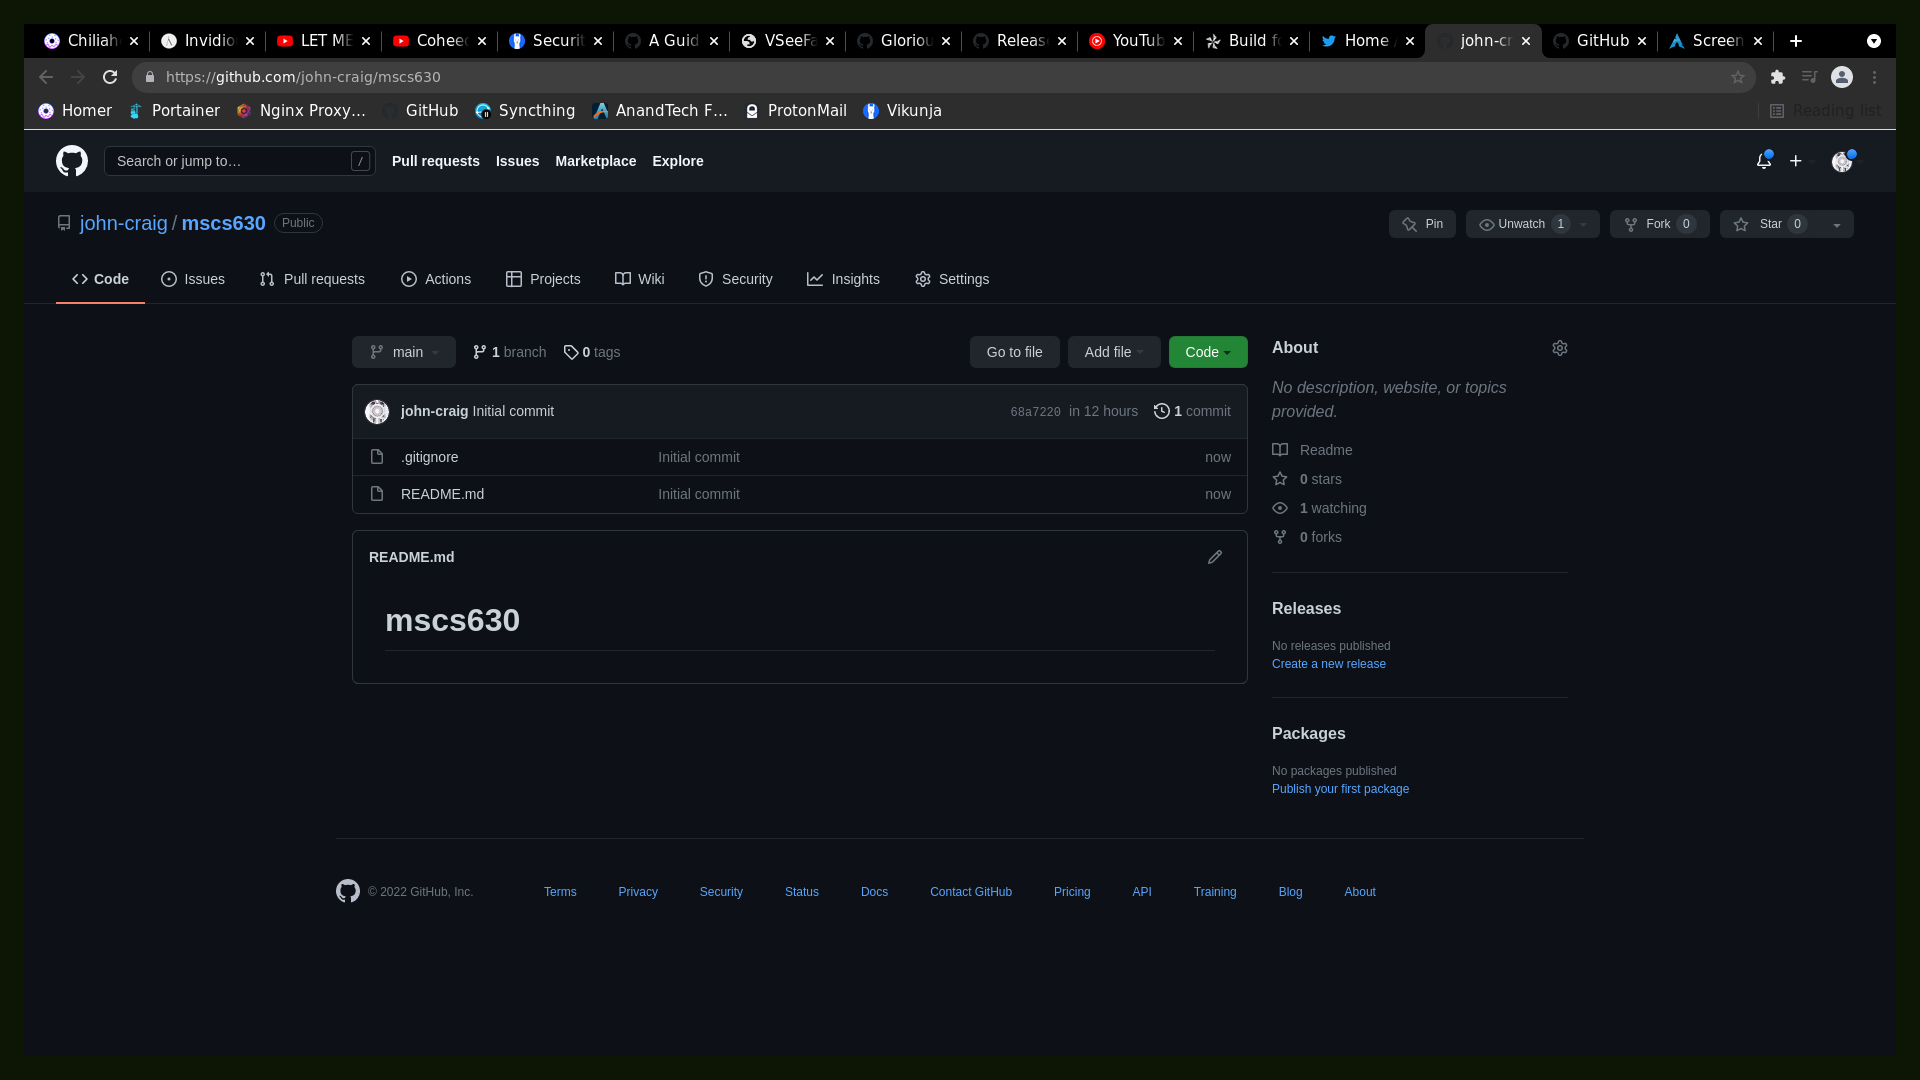 Chiliah Invidio LET ME Coheed Securit A Guid VSeeFa Gloriou Release YouTub Build fo Home / john-cr GitHub Screen
https://github.com/john-craig/mscs630
Homer Portainer Nginx Proxy… GitHub Syncthing AnandTech F… ProtonMail Vikunja Reading list
Search or jump to… / Pull requests Issues Marketplace Explore
john-craig / mscs630 Public Pin Unwatch 1 Fork 0 Star 0
Code Issues Pull requests Actions Projects Wiki Security Insights Settings
main 1 branch 0 tags Go to file Add file Code
john-craig Initial commit 68a7220 in 12 hours 1 commit
.gitignore Initial commit now
README.md Initial commit now
README.md
mscs630
About
No description, website, or topics
provided.
Readme
0 stars
1 watching
0 forks
Releases
No releases published
Create a new release
Packages
No packages published
Publish your first package
© 2022 GitHub, Inc. Terms Privacy Security Status Docs Contact GitHub Pricing API Training Blog About